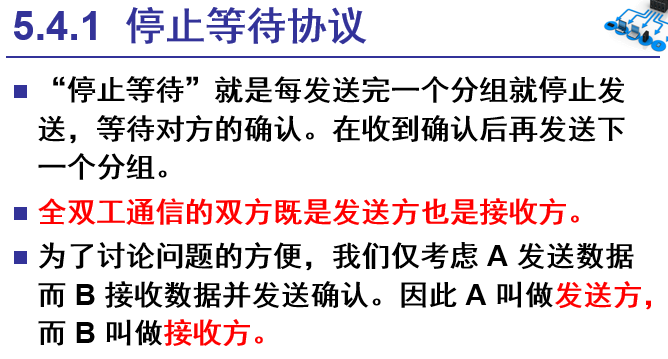 5.4.1 停止等待协议
“停止等待”就是每发送完一个分组就停止发
送，等待对方的确认。在收到确认后再发送下
一个分组。
全双工通信的双方既是发送方也是接收方。
为了讨论问题的方便，我们仅考虑 A 发送数据
而 B 接收数据并发送确认。因此 A 叫做发送方，
而 B 叫做接收方。